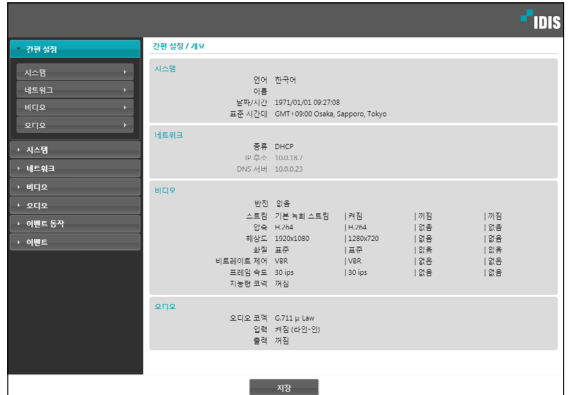 IDIS
간편 설정
시스템
네트워크
비디오
오디오
시스템
네트워크
비디오
오디오
이벤트 동작
이벤트
간편 설정 / 개요
시스템
언어 한국어
이름
날짜/시간 1971/01/01 09:27:08
표준 시간대 GMT+09:00 Osaka, Sapporo, Tokyo
네트워크
종류 DHCP
IP 주소 10.0.18.7
DNS 서버 10.0.0.23
비디오
반전 없음
스트림 기본 녹화 스트림 | 켜짐 | 꺼짐 | 꺼짐
압축 H.264 | H.264 | 없음 | 없음
해상도 1920x1080 | 1280x720 | 없음 | 없음
화질 표준 | 표준 | 없음 | 없음
비트레이트 제어 VBR | VBR | 없음 | 없음
프레임 속도 30 ips | 30 ips | 없음 | 없음
지능형 코덱 꺼짐
오디오
오디오 코덱 G.711 μ-Law
입력 켜짐 (라인-인)
출력 꺼짐
저장